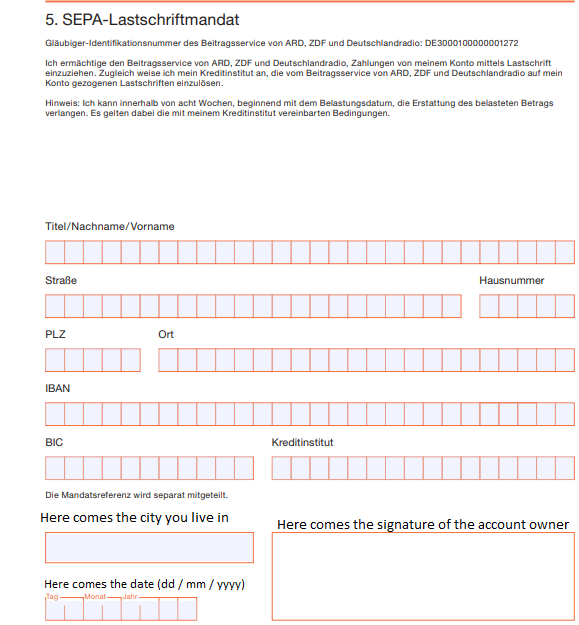 5. SEPA-Lastschriftmandat
Gläubiger-Identifikationsnummer des Beitragsservice von ARD, ZDF und Deutschlandradio: DE3000100000001272
Ich ermächtige den Beitragsservice von ARD, ZDF und Deutschlandradio, Zahlungen von meinem Konto mittels Lastschrift
einzuziehen. Zugleich weise ich mein Kreditinstitut an, die vom Beitragsservice von ARD, ZDF und Deutschlandradio auf mein
Konto gezogenen Lastschriften einzulösen.
Hinweis: Ich kann innerhalb von acht Wochen, beginnend mit dem Belastungsdatum, die Erstattung des belasteten Betrags
verlangen. Es gelten dabei die mit meinem Kreditinstitut vereinbarten Bedingungen.
Titel/Nachname/Vorname
Straße Hausnummer
PLZ Ort
IBAN
BIC Kreditinstitut
Die Mandatsreferenz wird separat mitgeteilt.
Here comes the city you live in
Here comes the signature of the account owner
Here comes the date (dd / mm / yyyy)
Tag Monat Jahr